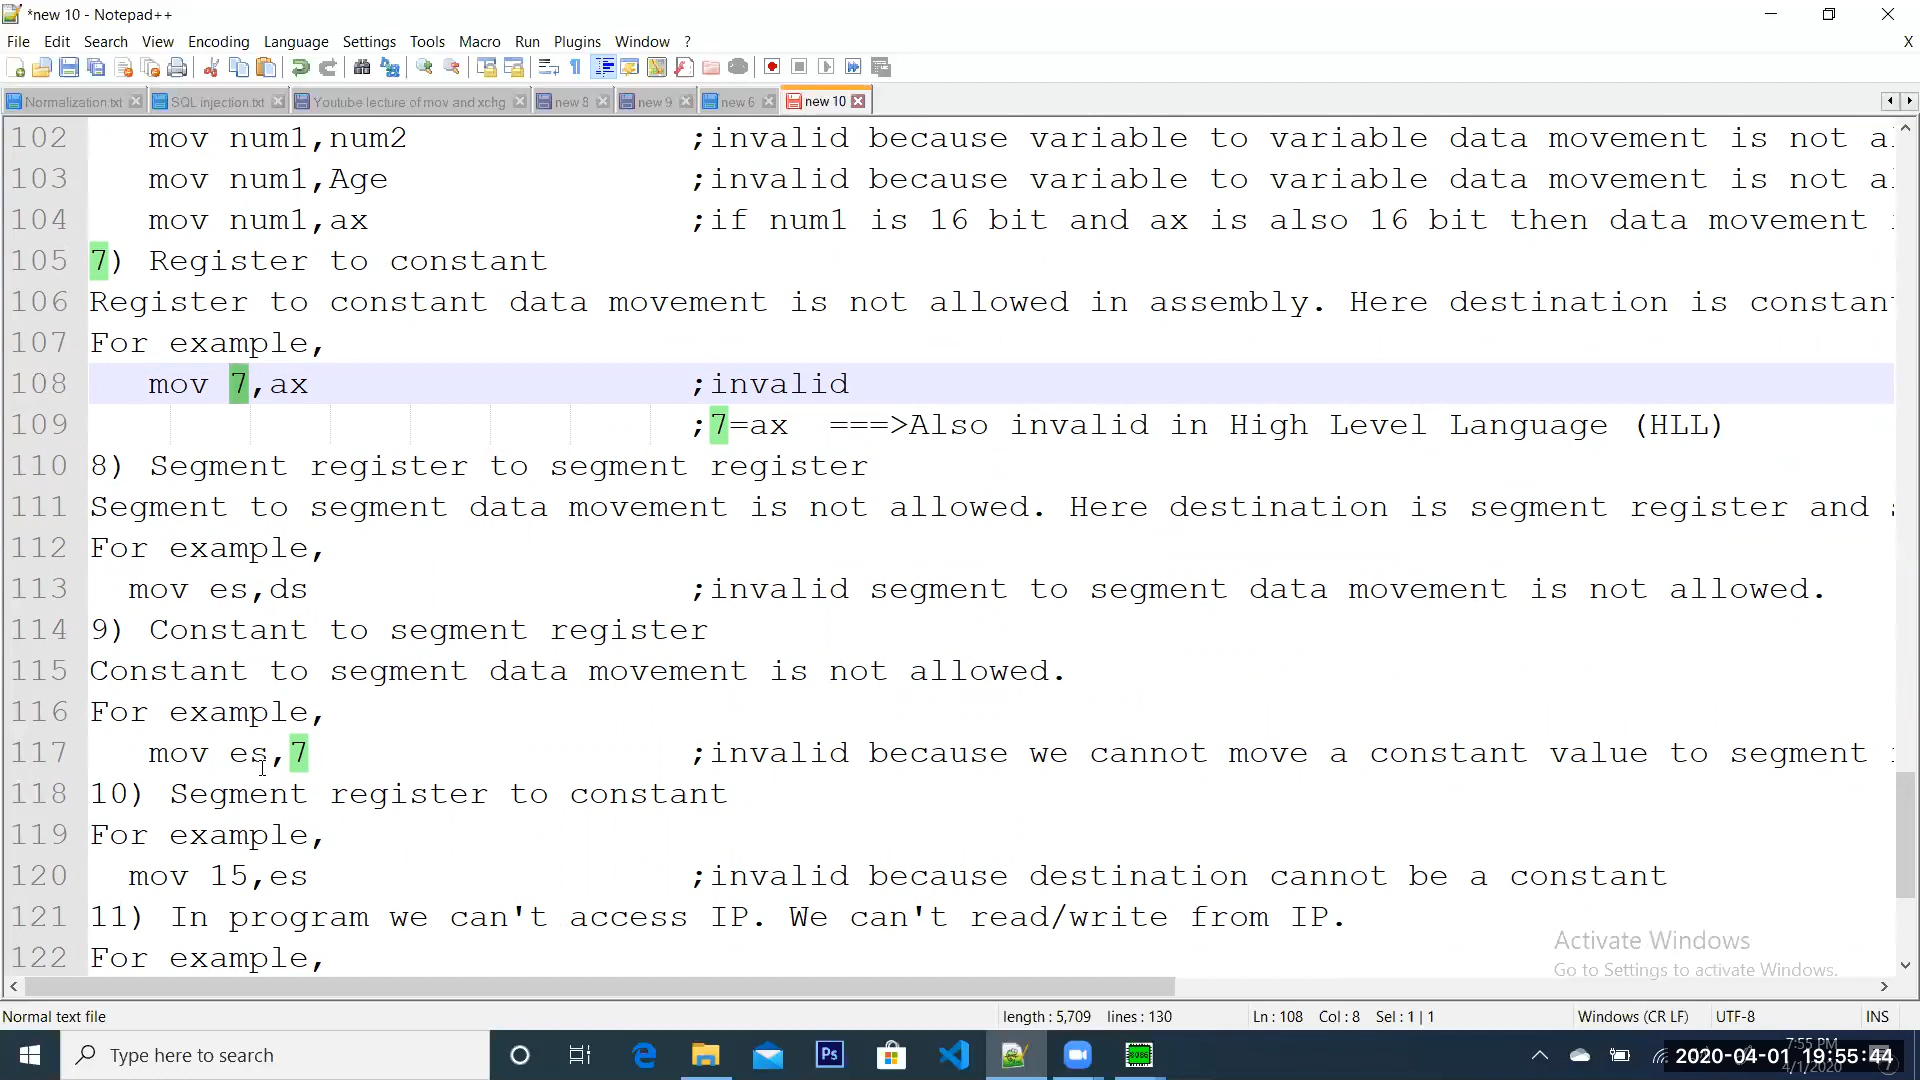 *new 10 - Notepad++
File Edit Search View Encoding Language Settings Tools Macro Run Plugins Window ? X
Normalization.txt SQL injection.txt Youtube lecture of mov and xchg new 8 new 9 new 6 new 10
102 mov num1,num2 ;invalid because variable to variable data movement is not a
103 mov num1,Age ;invalid because variable to variable data movement is not a
104 mov num1,ax ;if num1 is 16 bit and ax is also 16 bit then data movement
105 7) Register to constant
106 Register to constant data movement is not allowed in assembly. Here destination is constan
107 For example,
108 mov 7,ax ;invalid
109 ;7=ax ===>Also invalid in High Level Language (HLL)
110 8) Segment register to segment register
111 Segment to segment data movement is not allowed. Here destination is segment register and
112 For example,
113 mov es,ds ;invalid segment to segment data movement is not allowed.
114 9) Constant to segment register
115 Constant to segment data movement is not allowed.
116 For example,
117 mov es,7 ;invalid because we cannot move a constant value to segment
118 10) Segment register to constant
119 For example,
120 mov 15,es ;invalid because destination cannot be a constant
121 11) In program we can't access IP. We can't read/write from IP.
122 For example,
Activate Windows
Go to Settings to activate Windows.
Normal text file length : 5,709 lines : 130 Ln : 108 Col : 8 Sel : 1 | 1 Windows (CR LF) UTF-8 INS
Type here to search
Ps
7:55 PM
2020-04-01 19:55:44
4/1/2020